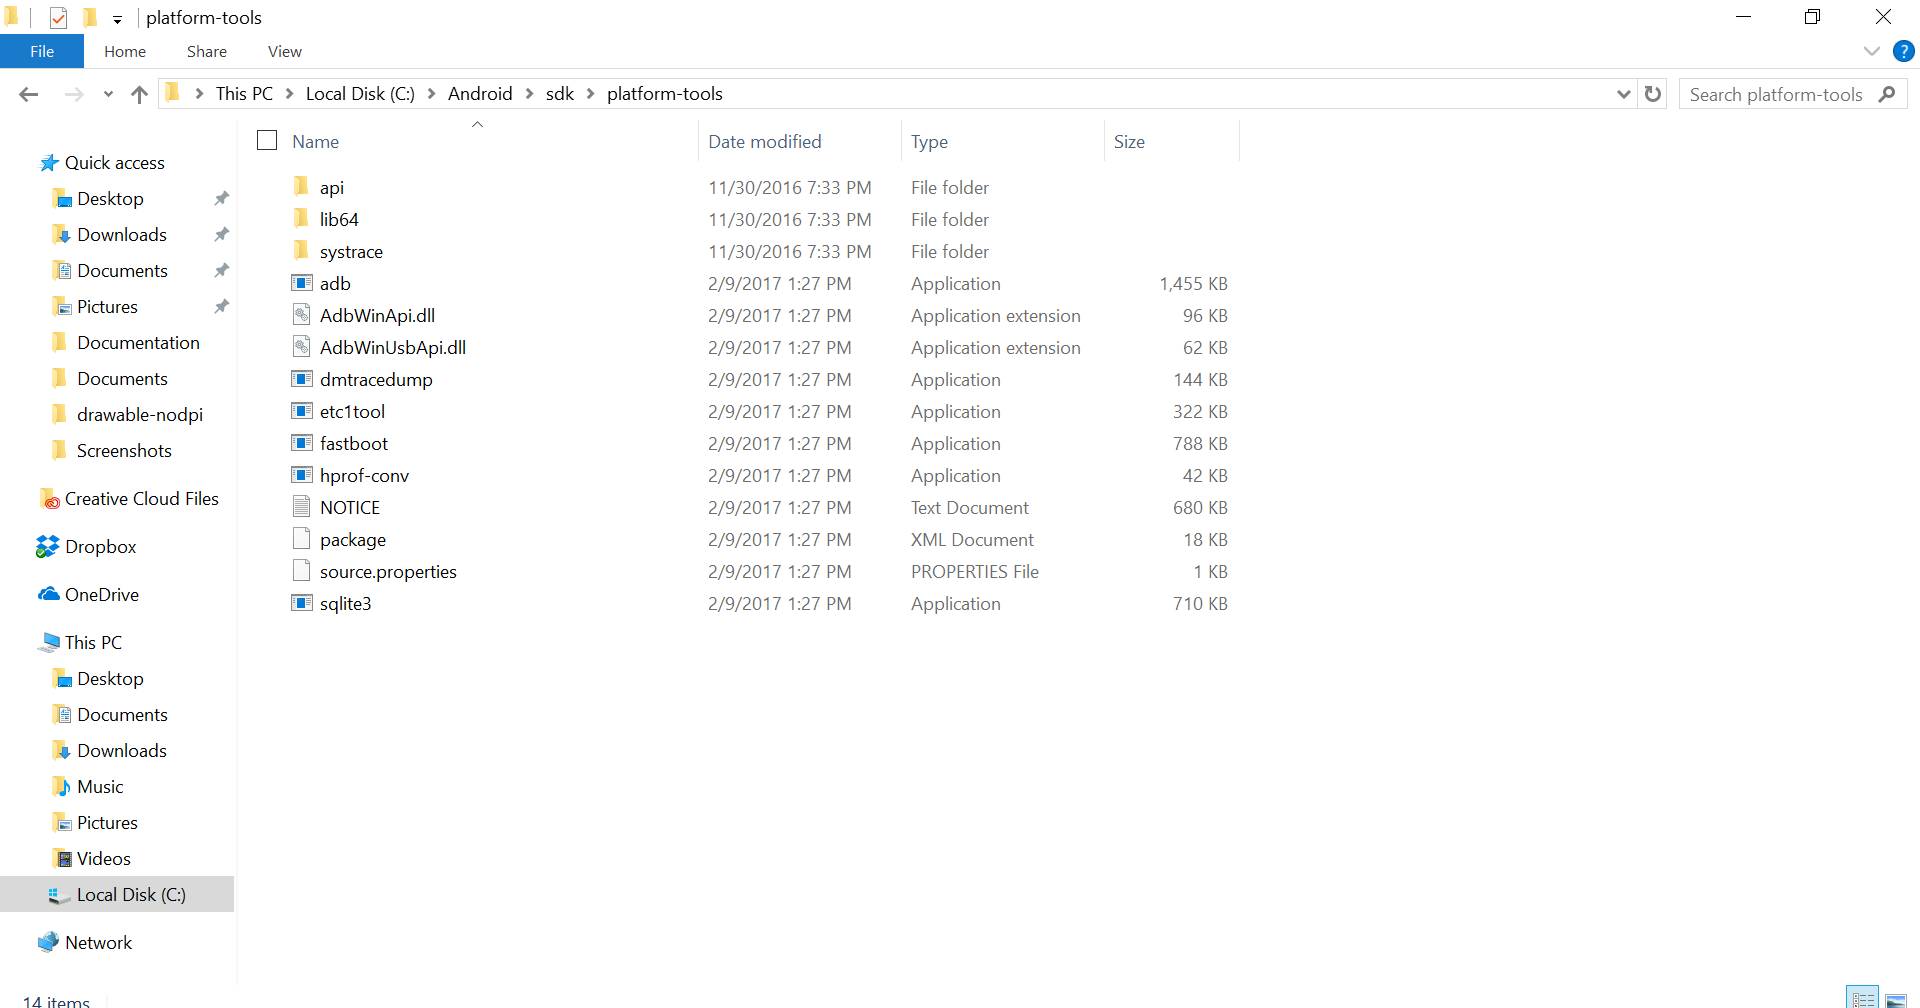 platform-tools
File Home Share View
This PC Local Disk (C:) Android sdk platform-tools Search platform-tools
Name Date modified Type Size
Quick access
Desktop
Downloads
Documents
Pictures
Documentation
Documents
drawable-nodpi
Screenshots
Creative Cloud Files
Dropbox
OneDrive
This PC
Desktop
Documents
Downloads
Music
Pictures
Videos
Local Disk (C:)
Network
api 11/30/2016 7:33 PM File folder
lib64 11/30/2016 7:33 PM File folder
systrace 11/30/2016 7:33 PM File folder
adb 2/9/2017 1:27 PM Application 1,455 KB
AdbWinApi.dll 2/9/2017 1:27 PM Application extension 96 KB
AdbWinUsbApi.dll 2/9/2017 1:27 PM Application extension 62 KB
dmtracedump 2/9/2017 1:27 PM Application 144 KB
etc1tool 2/9/2017 1:27 PM Application 322 KB
fastboot 2/9/2017 1:27 PM Application 788 KB
hprof-conv 2/9/2017 1:27 PM Application 42 KB
NOTICE 2/9/2017 1:27 PM Text Document 680 KB
package 2/9/2017 1:27 PM XML Document 18 KB
source.properties 2/9/2017 1:27 PM PROPERTIES File 1 KB
sqlite3 2/9/2017 1:27 PM Application 710 KB
14 items